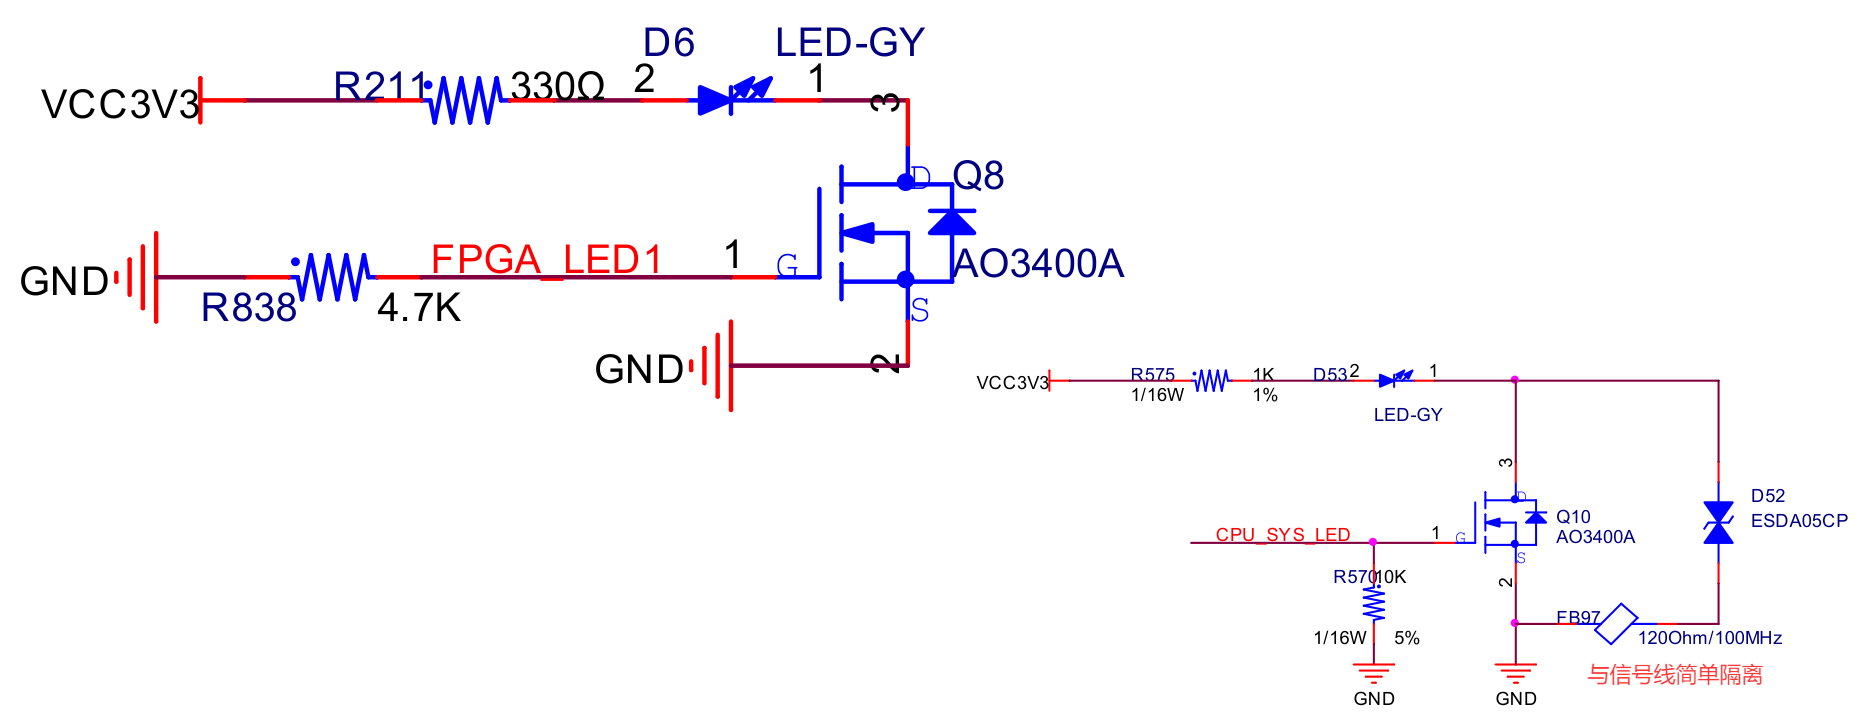 D6 LED-GY
VCC3V3 R211 330Ω 2 1 3
D Q8
FPGA_LED1 1 G AO3400A
GND R838 4.7K S
GND 2
VCC3V3 R575 1K D53 2 1
1/16W 1% LED-GY
3
D
CPU_SYS_LED 1 G Q10
AO3400A
S
D52
ESDA05CP
R570 10K 2
1/16W 5%
FB97
120Ohm/100MHz
与信号线简单隔离
GND GND